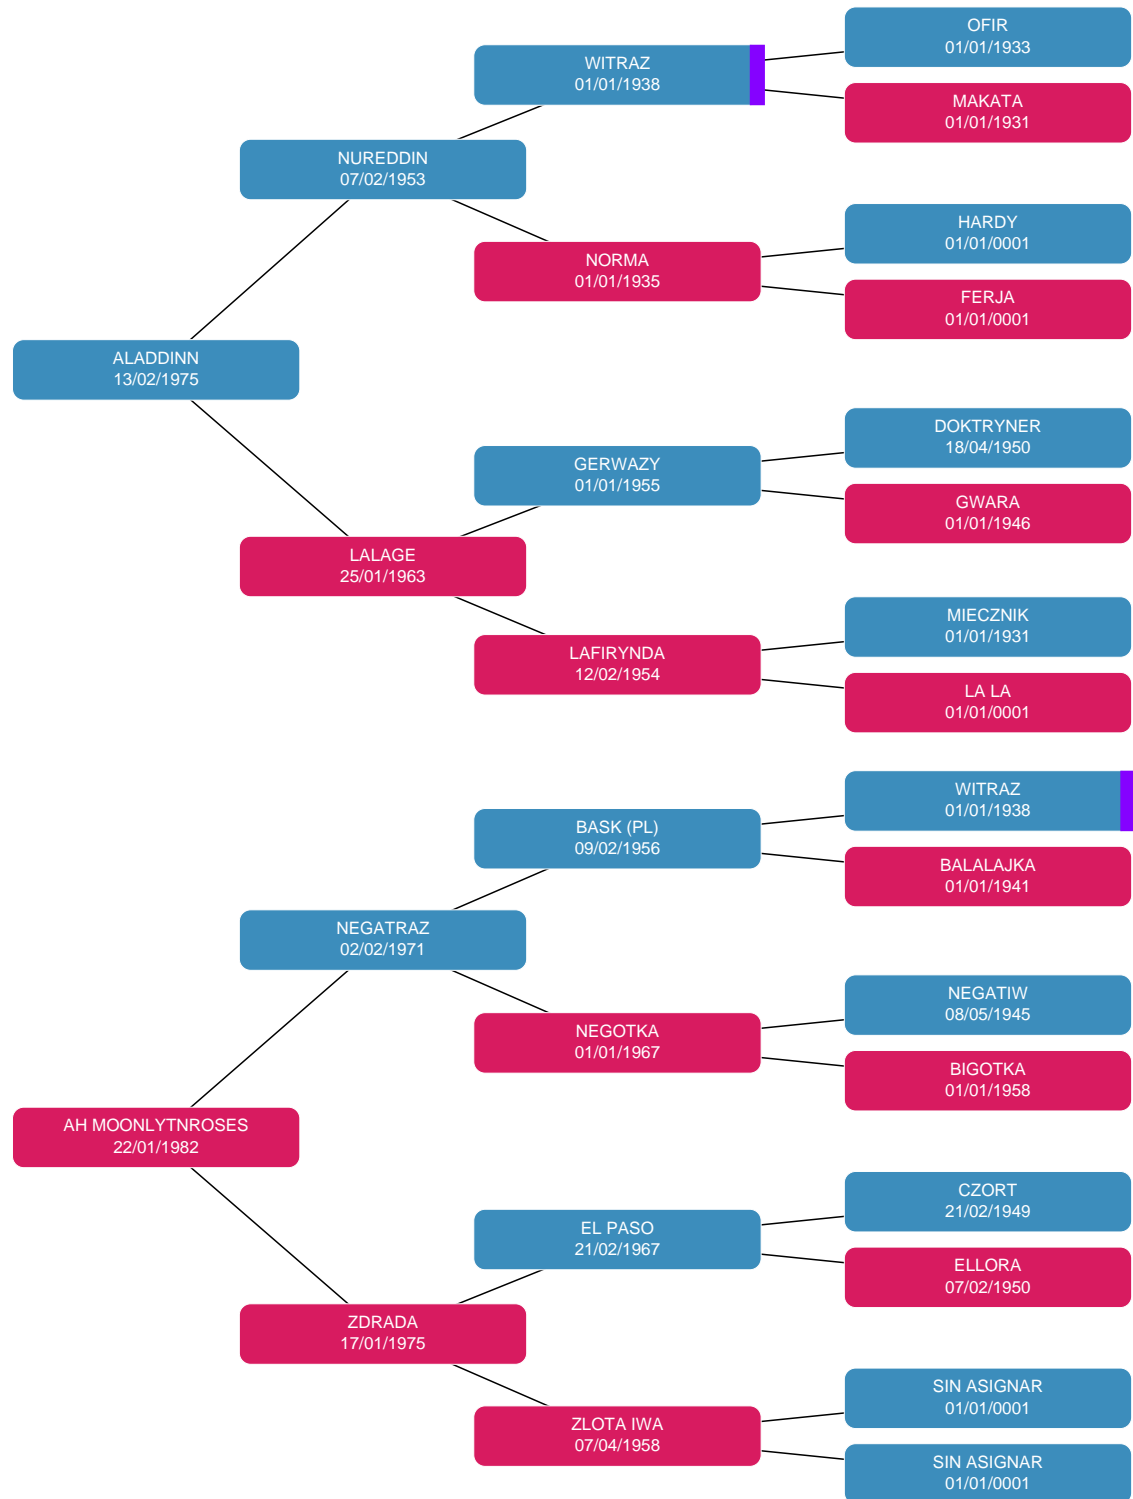 OFIR
01/01/1933
WITRAZ
01/01/1938
MAKATA
01/01/1931
NUREDDIN
07/02/1953
HARDY
01/01/0001
NORMA
01/01/1935
FERJA
01/01/0001
ALADDINN
13/02/1975
DOKTRYNER
18/04/1950
GERWAZY
01/01/1955
GWARA
01/01/1946
LALAGE
25/01/1963
MIECZNIK
01/01/1931
LAFIRYNDA
12/02/1954
LA LA
01/01/0001
WITRAZ
01/01/1938
BASK (PL)
09/02/1956
BALALAJKA
01/01/1941
NEGATRAZ
02/02/1971
NEGATIW
08/05/1945
NEGOTKA
01/01/1967
BIGOTKA
01/01/1958
AH MOONLYTNROSES
22/01/1982
CZORT
21/02/1949
EL PASO
21/02/1967
ELLORA
07/02/1950
ZDRADA
17/01/1975
SIN ASIGNAR
01/01/0001
ZLOTA IWA
07/04/1958
SIN ASIGNAR
01/01/0001